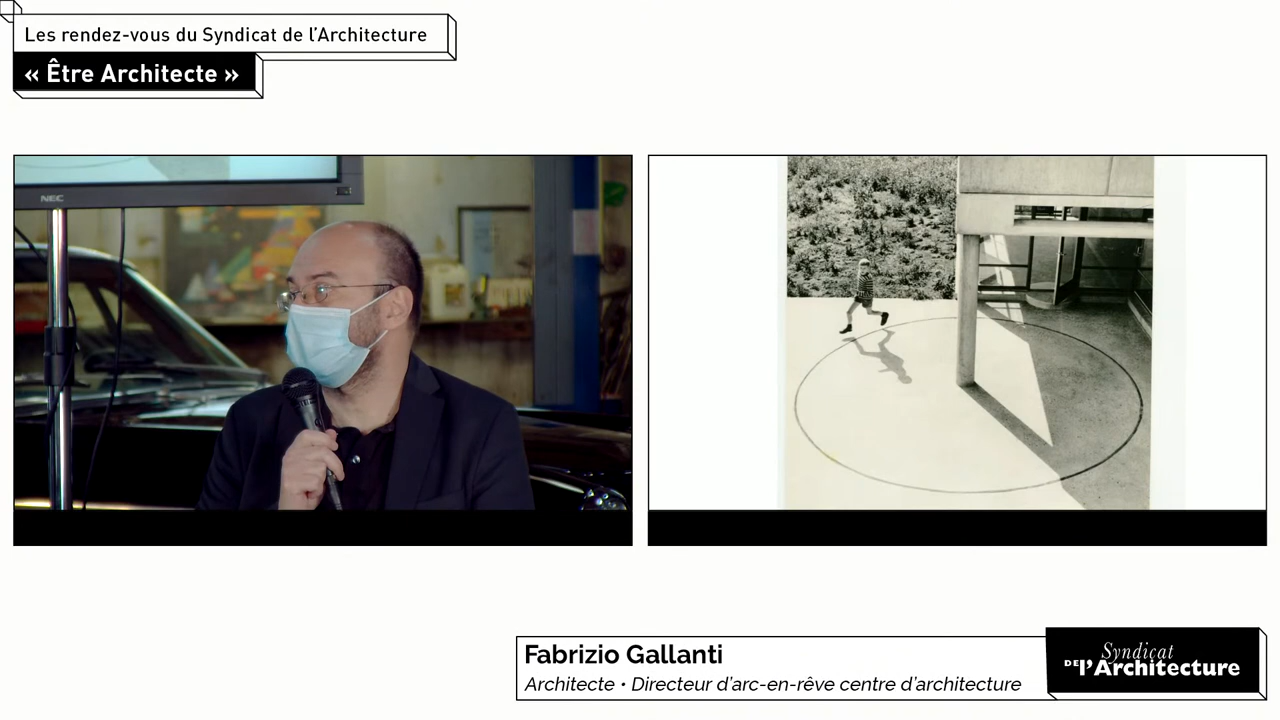 Les rendez-vous du Syndicat de l'Architecture
« Être Architecte »
NEC
Fabrizio Gallanti
Architecte • Directeur d'arc-en-rêve centre d'architecture
Syndicat
DE l'Architecture